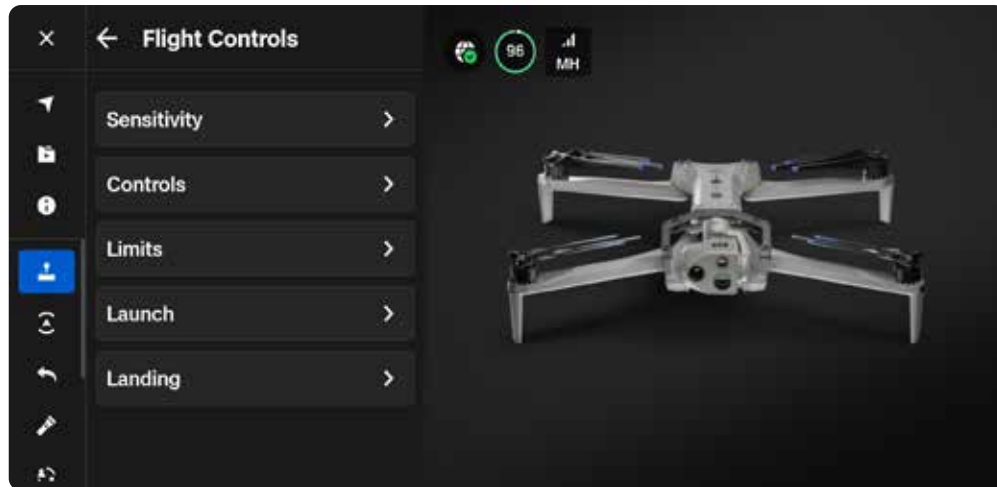 Flight Controls
96
MH
Sensitivity
Controls
Limits
Launch
Landing